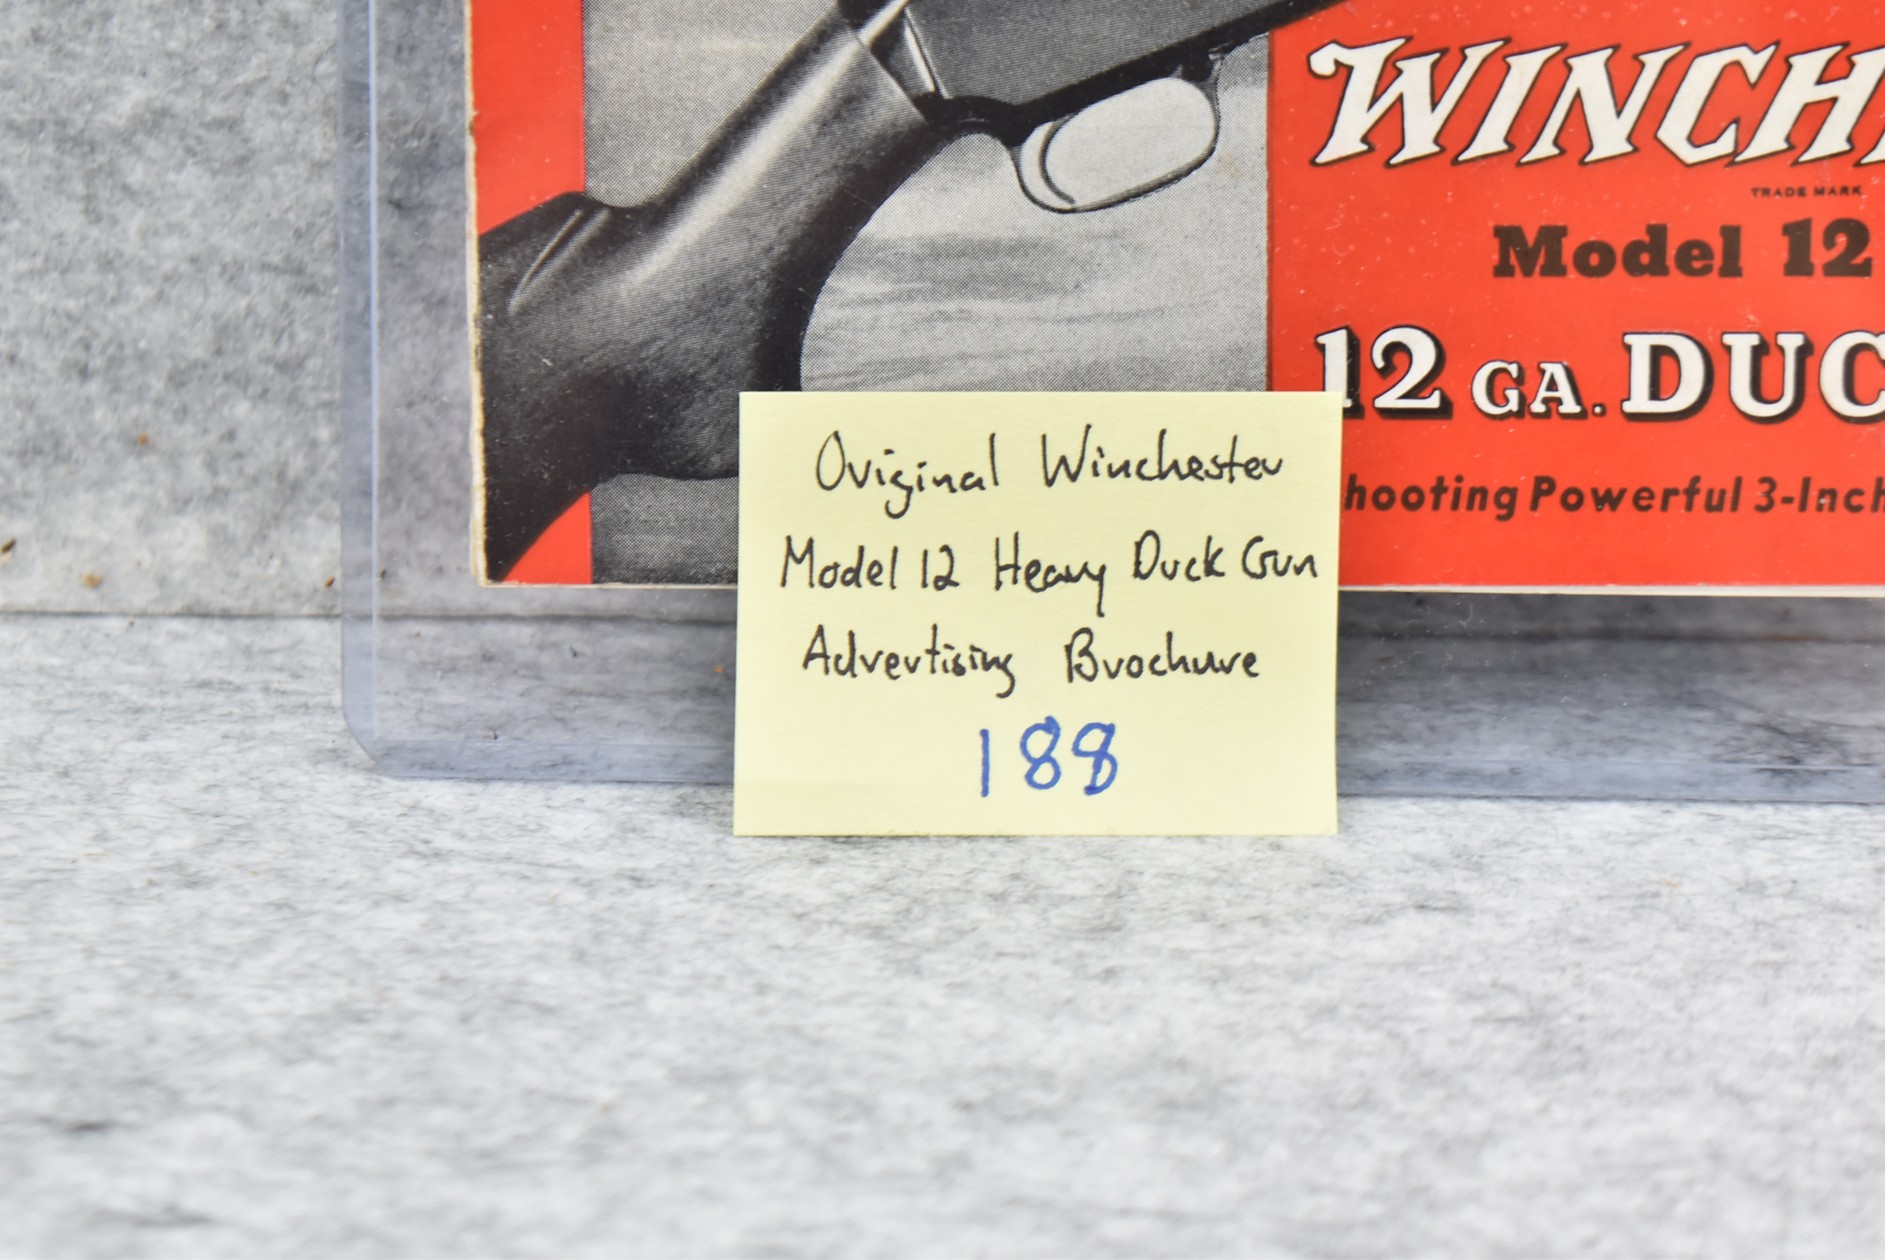 WINCH
TRADE MARK
Model 12
12 GA. DUC
hooting Powerful 3-Inch
Original Winchester
Model 12 Heavy Duck Gun
Advertising Brochure
188